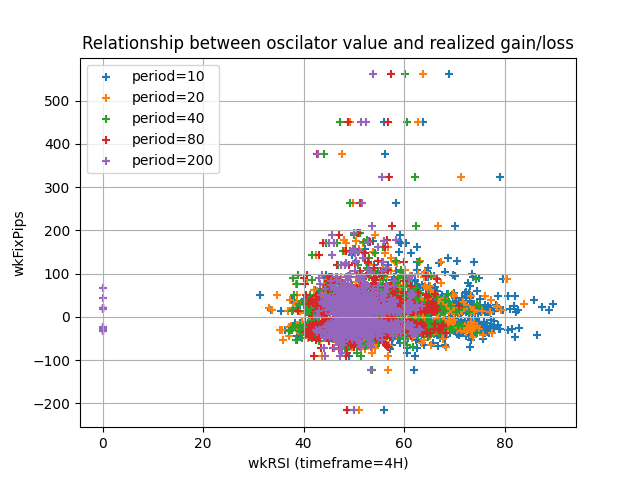 Relationship between oscilator value and realized gain/loss
period=10
period=20
period=40
period=80
period=200
500
400
300
200
100
0
−100
−200
wkFixPips
0 20 40 60 80
wkRSI (timeframe=4H)